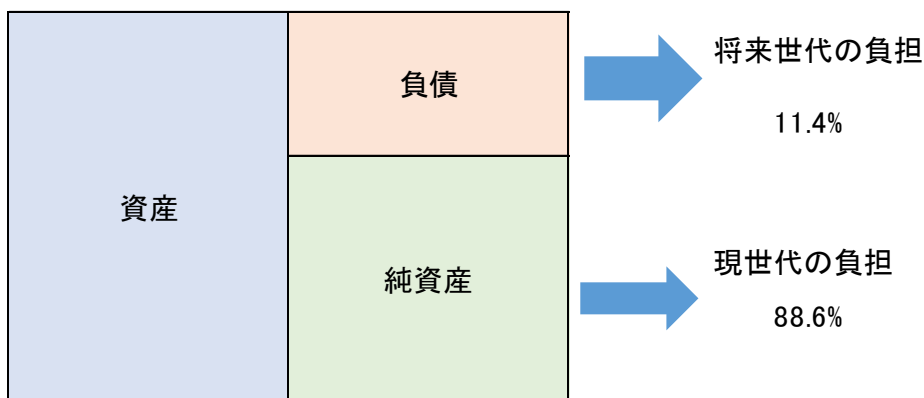 資産
負債
純資産
将来世代の負担
11.4%
現世代の負担
88.6%